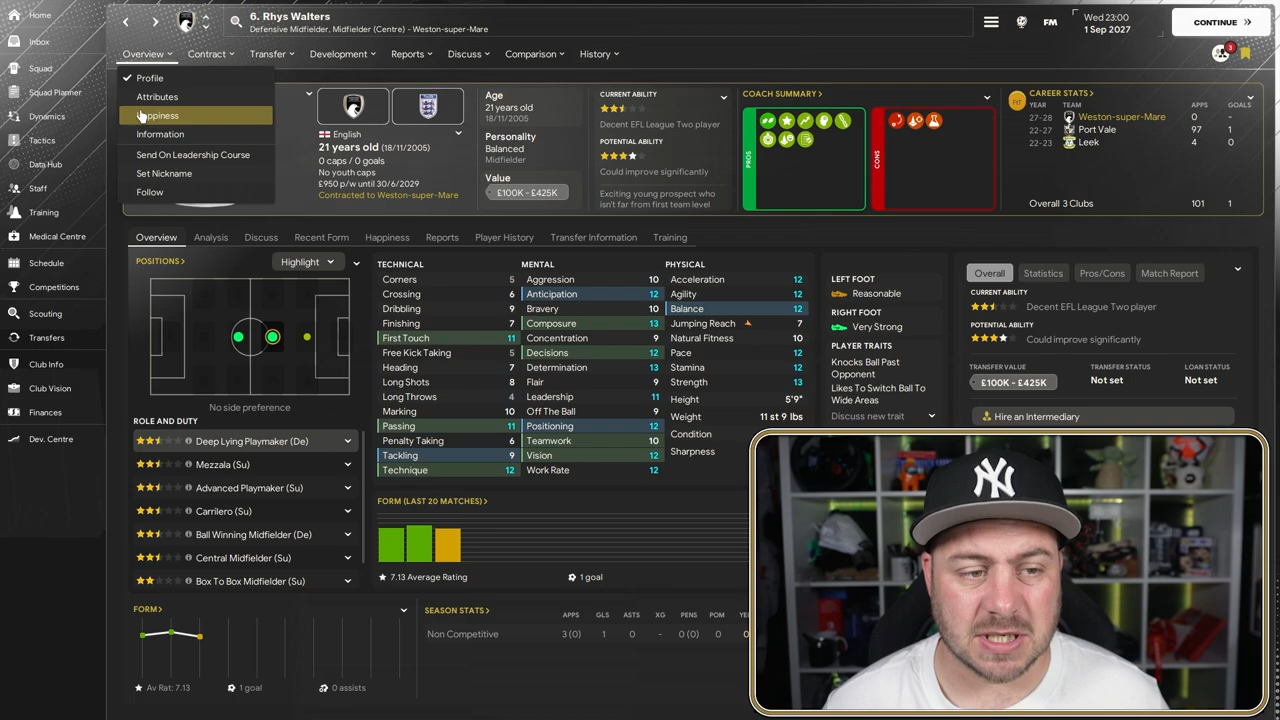 Home
Inbox
Squad
Squad Planner
Dynamics
Tactics
Data Hub
Staff
Training
Medical Centre
Schedule
Competitions
Scouting
Transfers
Club Info
Club Vision
Finances
Dev. Centre
6. Rhys Walters
Defensive Midfielder, Midfielder (Centre) - Weston-super-Mare
FM
Wed 23:00
1 Sep 2027
CONTINUE
Overview
Contract
Transfer
Development
Reports
Discuss
Comparison
History
3
Profile
Attributes
Happiness
Information
Send On Leadership Course
Set Nickname
Follow
English
21 years old (18/11/2005)
0 caps / 0 goals
No youth caps
£950 p/w until 30/6/2029
Contracted to Weston-super-Mare
Age
21 years old
(18/11/2005)
Personality
Balanced
Midfielder
Value
£100K - £425K
CURRENT ABILITY
Decent EFL League Two player
POTENTIAL ABILITY
Could improve significantly
Exciting young prospect who
isn't far from first team level
COACH SUMMARY >
PROS
CONS
FIT
CAREER STATS >
YEAR TEAM APPS GOALS
27-28 Weston-super-Mare 0 -
22-27 Port Vale 97 1
22-23 Leek 4 0
Overall 3 Clubs 101 1
Overview
Analysis
Discuss
Recent Form
Happiness
Reports
Player History
Transfer Information
Training
POSITIONS >
Highlight
No side preference
ROLE AND DUTY
Deep Lying Playmaker (De)
Mezzala (Su)
Advanced Playmaker (Su)
Carrilero (Su)
Ball Winning Midfielder (De)
Central Midfielder (Su)
Box To Box Midfielder (Su)
TECHNICAL
Corners 5
Crossing 6
Dribbling 9
Finishing 7
First Touch 11
Free Kick Taking 5
Heading 7
Long Shots 8
Long Throws 4
Marking 10
Passing 11
Penalty Taking 6
Tackling 9
Technique 12
MENTAL
Aggression 10
Anticipation 12
Bravery 10
Composure 13
Concentration 9
Decisions 12
Determination 13
Flair 9
Leadership 11
Off The Ball 9
Positioning 12
Teamwork 10
Vision 12
Work Rate 12
PHYSICAL
Acceleration 12
Agility 12
Balance 12
Jumping Reach 7
Natural Fitness 10
Pace 12
Stamina 12
Strength 13
Height 5'9"
Weight 11 st 9 lbs
Condition
Sharpness
LEFT FOOT
Reasonable
RIGHT FOOT
Very Strong
PLAYER TRAITS
Knocks Ball Past
Opponent
Likes To Switch Ball To
Wide Areas
Discuss new trait
Overall
Statistics
Pros/Cons
Match Report
CURRENT ABILITY
Decent EFL League Two player
POTENTIAL ABILITY
Could improve significantly
TRANSFER VALUE
£100K - £425K
TRANSFER STATUS
Not set
LOAN STATUS
Not set
Hire an Intermediary
FORM (LAST 20 MATCHES) >
7.13 Average Rating
1 goal
FORM >
Av Rat: 7.13
1 goal
0 assists
SEASON STATS >
APPS GLS ASTS XG PENS POM
Non Competitive 3 (0) 1 0 - 0 (0) 0
NY